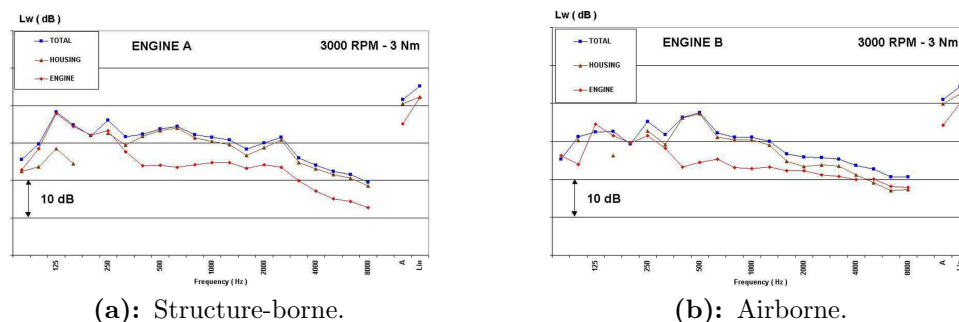 Lw ( dB )
TOTAL
HOUSING
ENGINE
ENGINE A
3000 RPM - 3 Nm
10 dB
125
250
500
1000
2000
4000
8000
A
Lin
Frequency ( Hz )
(a): Structure-borne.
Lw ( dB )
TOTAL
HOUSING
ENGINE
ENGINE B
3000 RPM - 3 Nm
10 dB
125
250
500
1000
2000
4000
8000
A
Lin
Frequency ( Hz )
(b): Airborne.